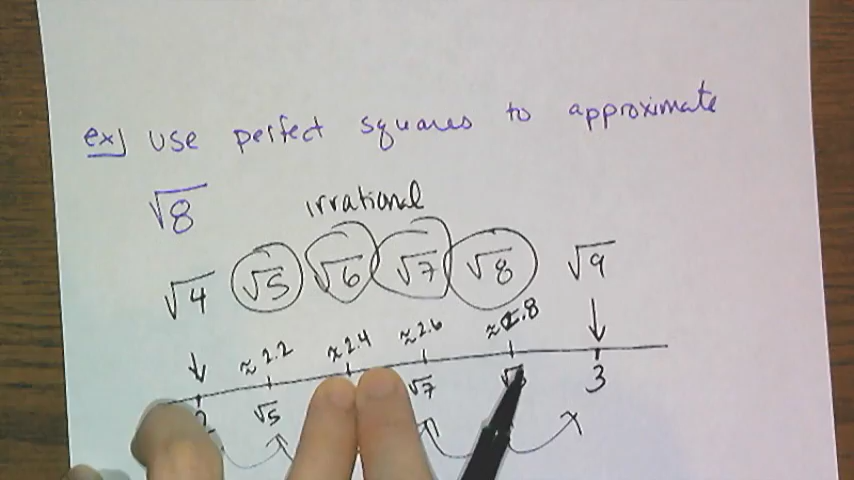 ex) use perfect squares to approximate
√8
irrational
√4 √5 √6 √7 √8 √9
≈2.2 ≈2.4 ≈2.6 ≈2.8
2 √5 √7 3